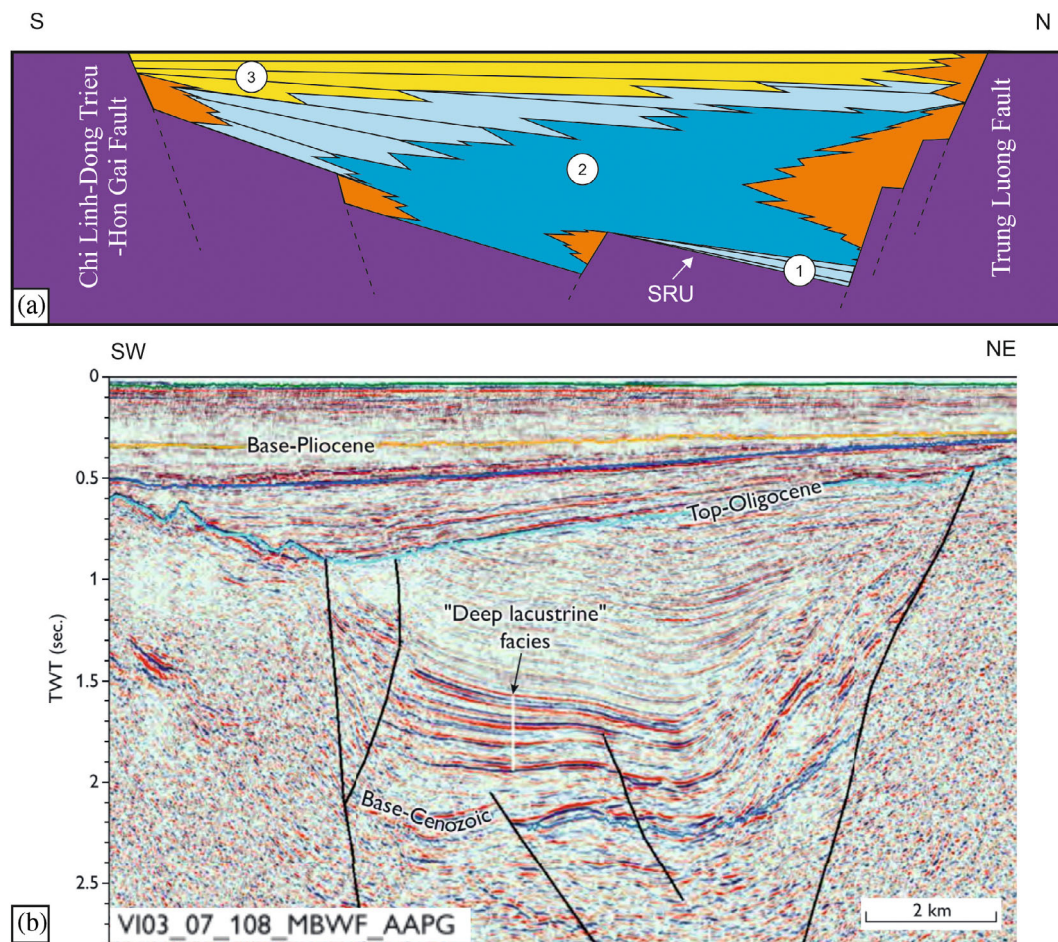 S
N
Chi Linh-Dong Trieu
-Hon Gai Fault
3
2
1
SRU
Trung Luong Fault
(a)
SW
NE
0
0.5
1
1.5
2
2.5
TWT (sec.)
Base-Pliocene
Top-Oligocene
"Deep lacustrine"
facies
Base-Cenozoic
2 km
(b)
VI03_07_108_MBWF_AAPG